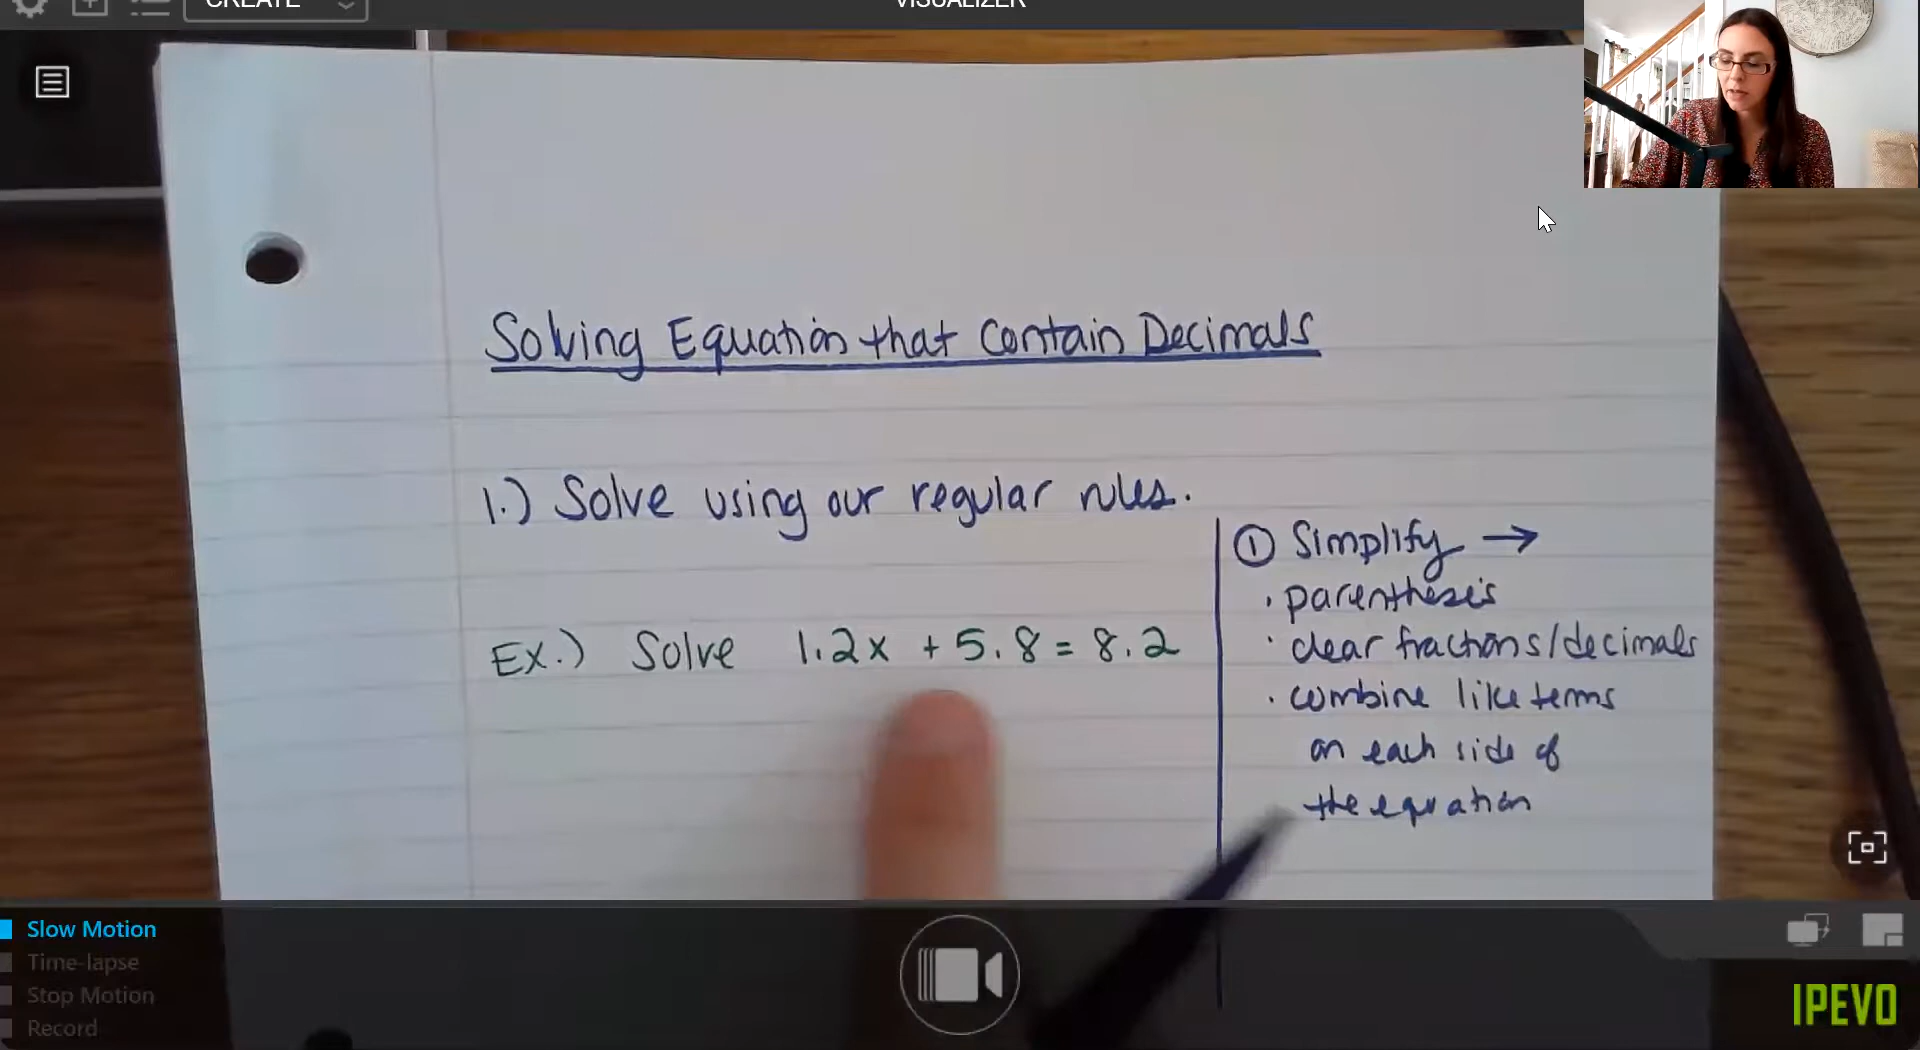 CREATE
VISUALIZER
Solving Equation that Contain Decimals
1.) Solve using our regular rules.
Ex.) Solve 1.2x + 5.8 = 8.2
① Simplify →
· parenthesis
· clear fractions/decimals
· combine like terms
on each side of
the equation
Slow Motion
Time-lapse
Stop Motion
Record
IPEVO